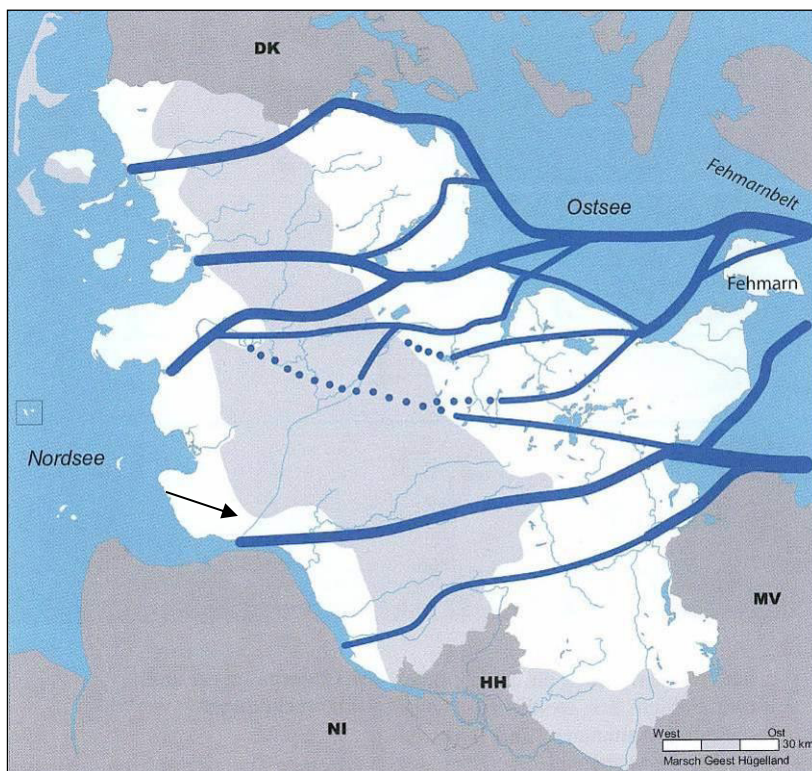 DK
Fehmarnbelt
Ostsee
Fehmarn
Nordsee
MV
HH
NI
West Ost
30 km
Marsch Geest Hügelland